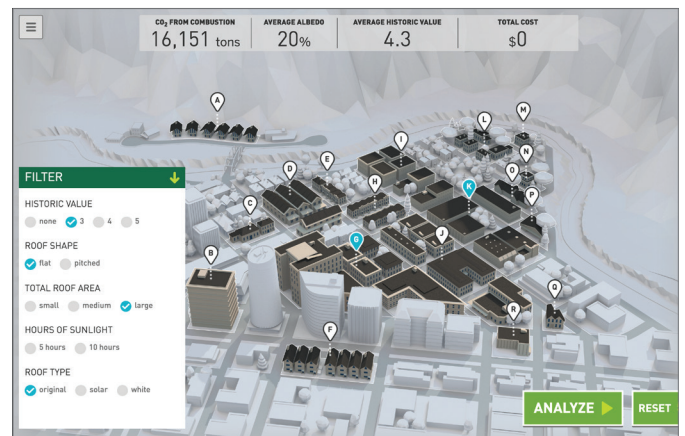 CO₂ FROM COMBUSTION
16,151 tons
AVERAGE ALBEDO
20%
AVERAGE HISTORIC VALUE
4.3
TOTAL COST
$0
A
B
C
D
E
F
G
H
I
J
K
L
M
N
O
P
Q
R
FILTER
HISTORIC VALUE
none 3 4 5
ROOF SHAPE
flat pitched
TOTAL ROOF AREA
small medium large
HOURS OF SUNLIGHT
5 hours 10 hours
ROOF TYPE
original solar white
ANALYZE
RESET